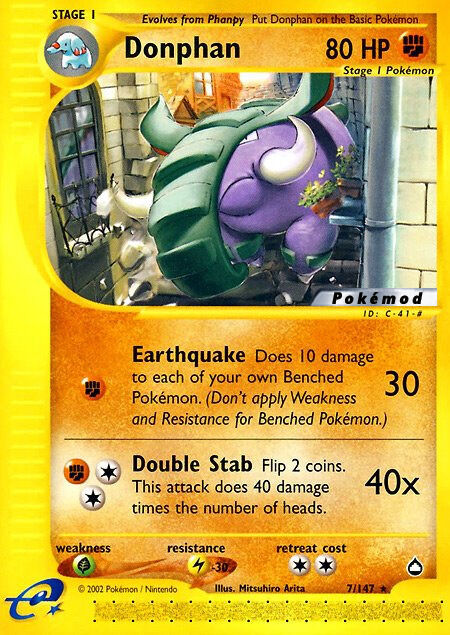 STAGE 1 Evolves from Phanpy Put Donphan on the Basic Pokémon
Donphan 80 HP
Stage 1 Pokémon
Pokémod
ID: C-41-#
Earthquake Does 10 damage
to each of your own Benched
Pokémon. (Don't apply Weakness
and Resistance for Benched Pokémon.)
30
Double Stab Flip 2 coins.
This attack does 40 damage
times the number of heads.
40x
weakness resistance retreat cost
-30
© 2002 Pokémon / Nintendo Illus. Mitsuhiro Arita 7/147 ★